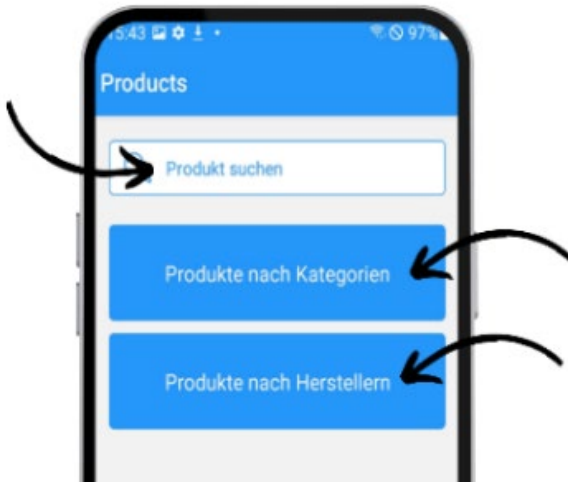 15:43 97%
Products
Produkt suchen
Produkte nach Kategorien
Produkte nach Herstellern